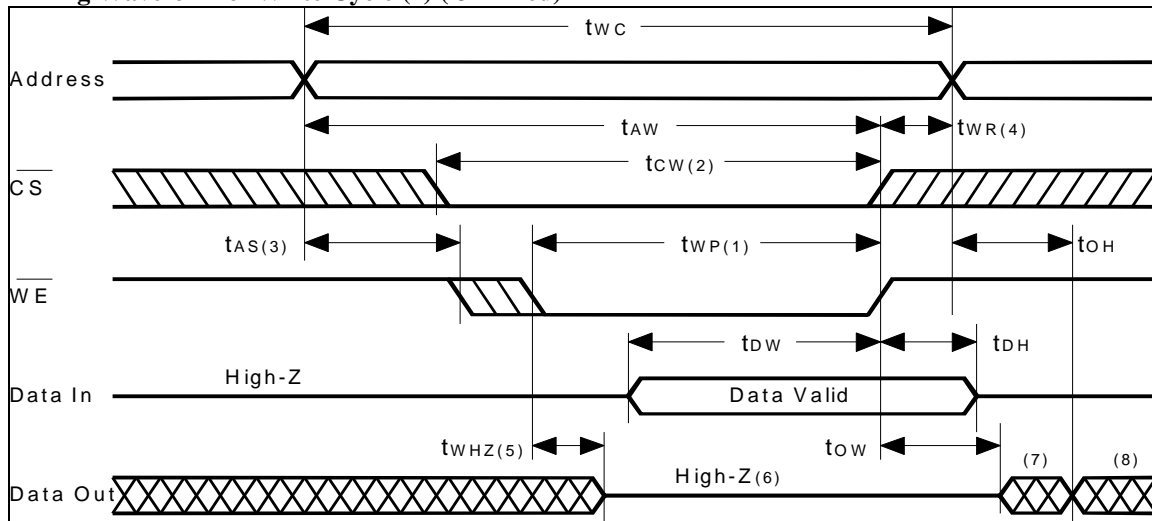 tWC
Address
tAW
tWR(4)
tCW(2)
CS
tAS(3)
tWP(1)
tOH
WE
tDW
tDH
High-Z
Data In
Data Valid
tWHZ(5)
tOW
(7)
(8)
High-Z(6)
Data Out